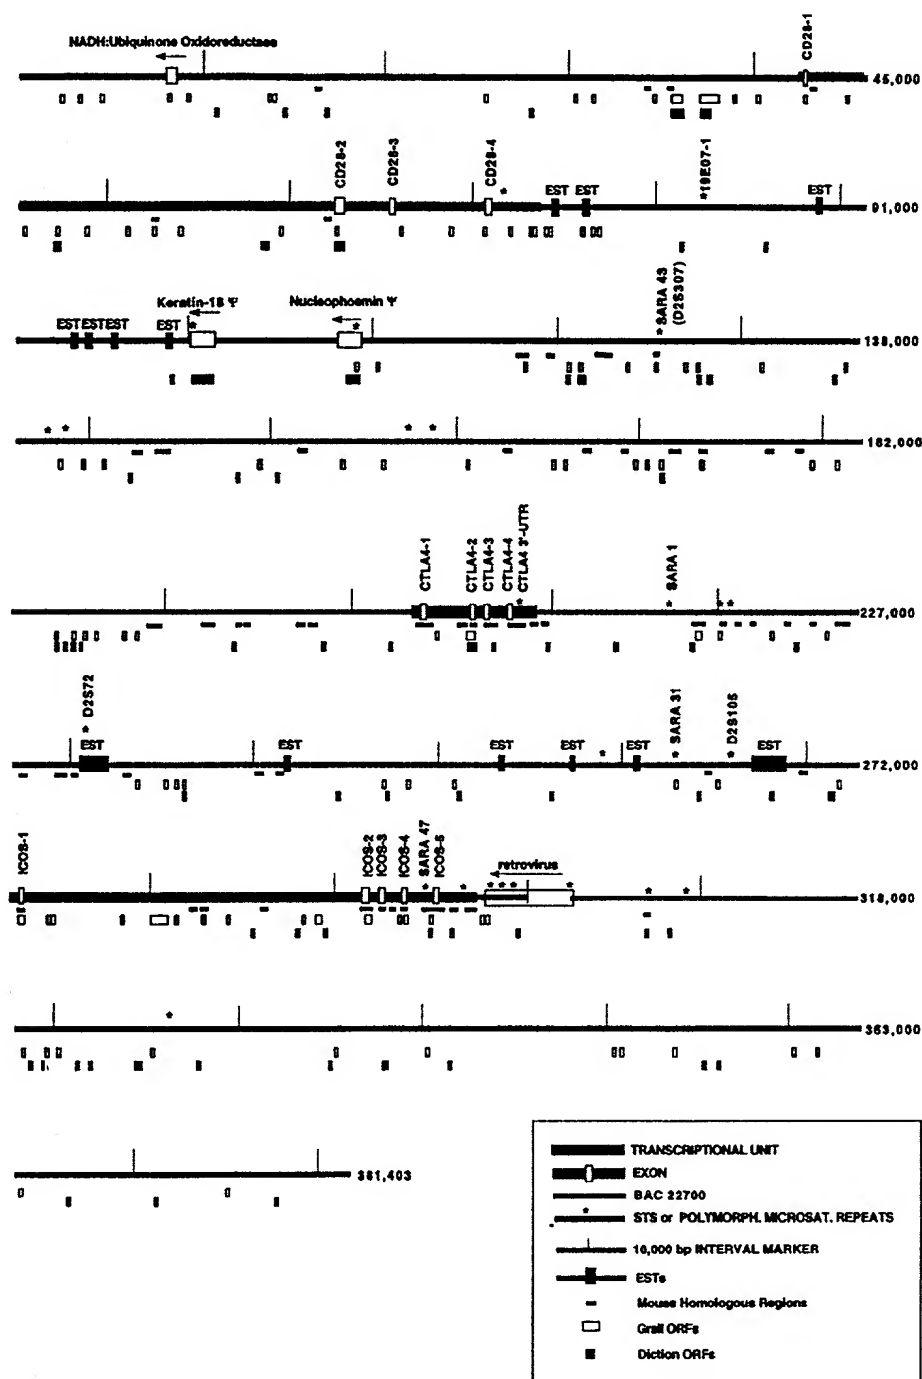 NADH:Ubiquinone Oxidoreductase
CD28-1
45,000
CD28-2
CD28-3
CD28-4
*
EST
EST
*19E07-1
EST
91,000
EST
EST
EST
EST
Keratin-18 Ψ
*
Nucleophosmin Ψ
*
* SARA 43
(D2S307)
138,000
* *
* *
182,000
CTLA4-1
CTLA4-2
CTLA4-3
CTLA4-4
* CTLA4 3'-UTR
* SARA 1
* *
227,000
* D2S72
EST
EST
EST
EST
*
EST
* SARA 31
* D2S105
EST
272,000
ICOS-1
ICOS-2
ICOS-3
ICOS-4
* SARA 47
ICOS-5
*
retrovirus
* * *
*
*
*
318,000
*
363,000
381,403
TRANSCRIPTIONAL UNIT
EXON
BAC 22700
* STS or POLYMORPH. MICROSAT. REPEATS
10,000 bp INTERVAL MARKER
ESTs
Mouse Homologous Regions
Grail ORFs
Diction ORFs